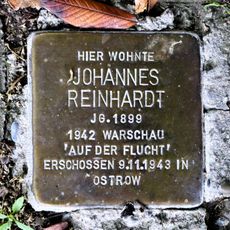 HIER WOHNTE
JOHANNES
REINHARDT
JG. 1899
1942 WARSCHAU
'AUF DER FLUCHT'
ERSCHOSSEN 9.11.1943 IN
OSTROW